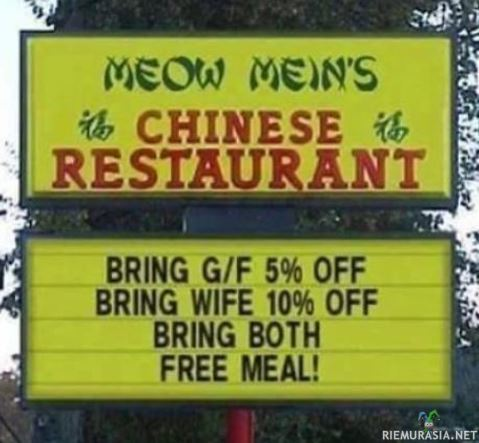 MEOW MEIN'S
福 CHINESE 福
RESTAURANT
BRING G/F 5% OFF
BRING WIFE 10% OFF
BRING BOTH
FREE MEAL!
RIEMURASIA.NET